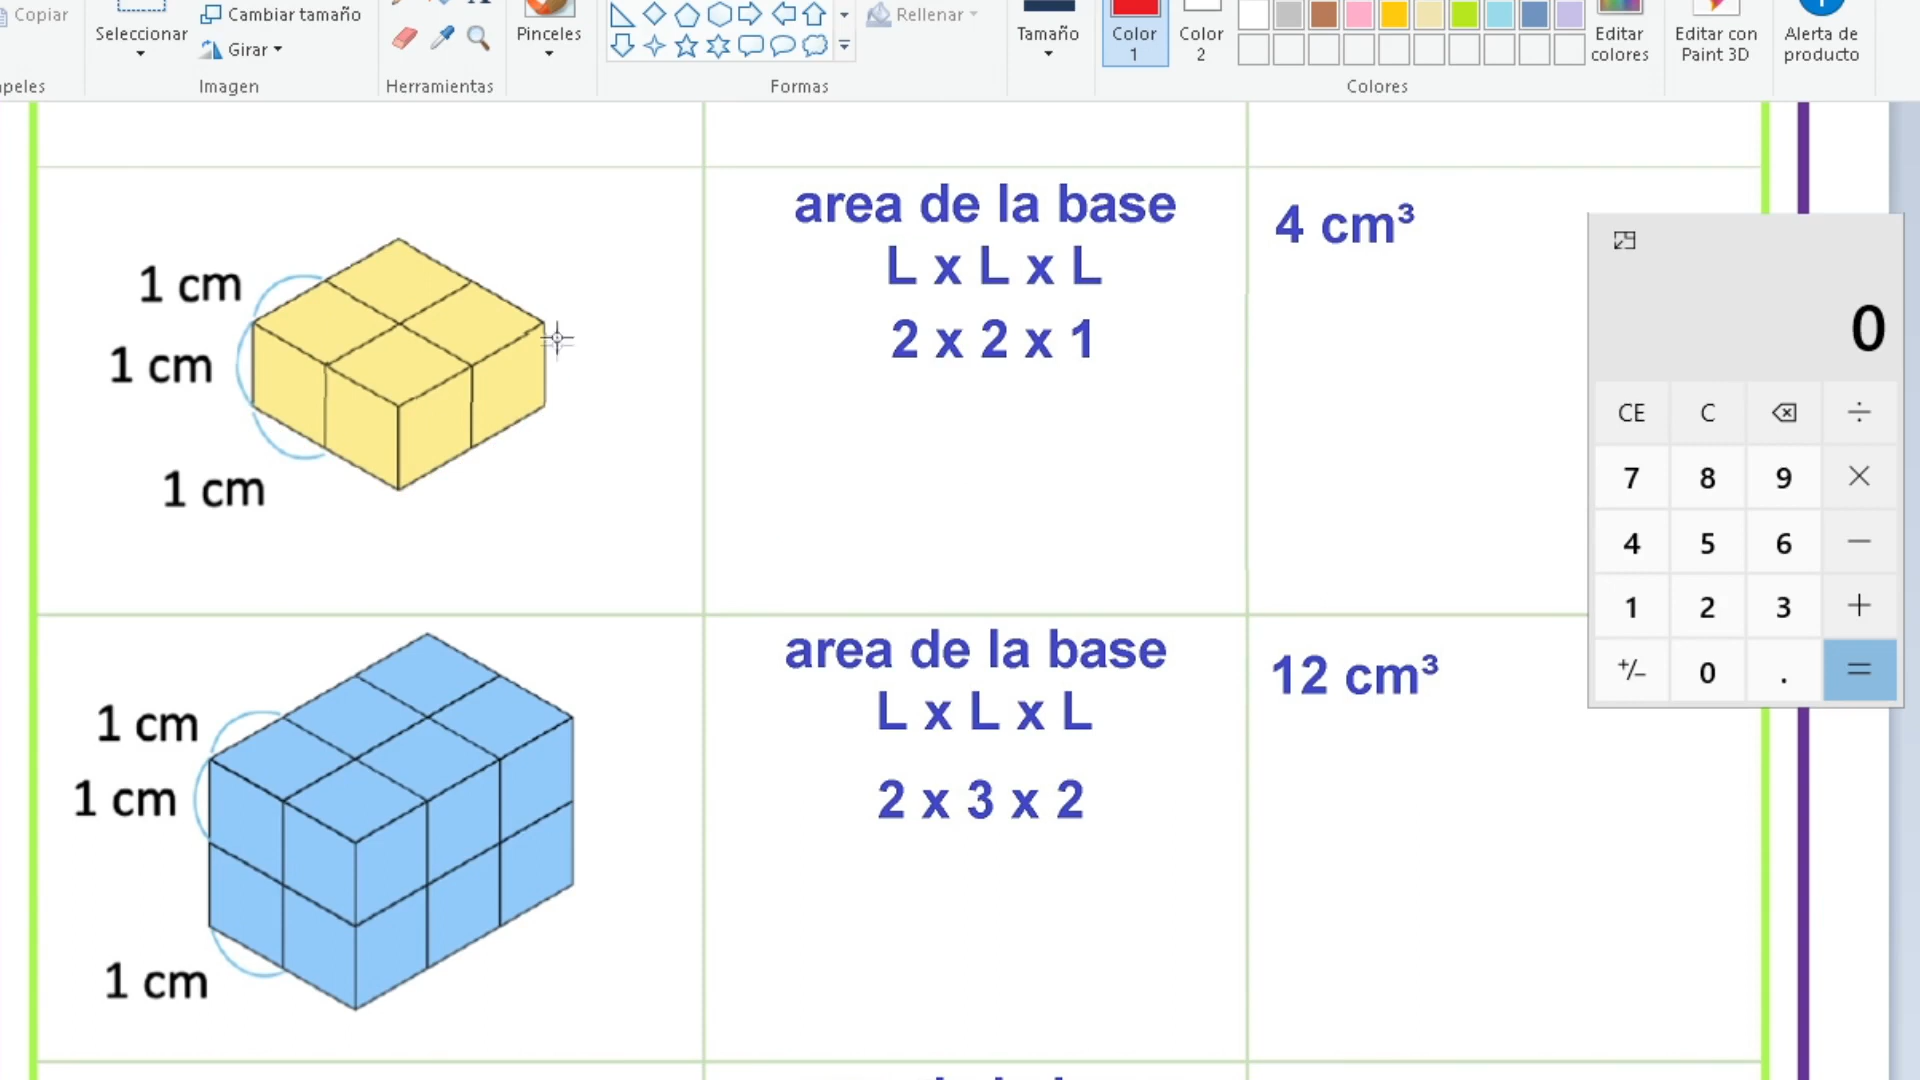 Copiar
Cambiar tamaño
Girar
Seleccionar
Imagen
A
Herramientas
Pinceles
Formas
Rellenar
Tamaño
Color
1
Color
2
Colores
Editar
colores
Editar con
Paint 3D
Alerta de
producto
1 cm
1 cm
1 cm
area de la base
L x L x L
2 x 2 x 1
4 cm³
1 cm
1 cm
1 cm
area de la base
L x L x L
2 x 3 x 2
12 cm³
0
CE C ÷
7 8 9 ×
4 5 6 −
1 2 3 +
+/− 0 . =